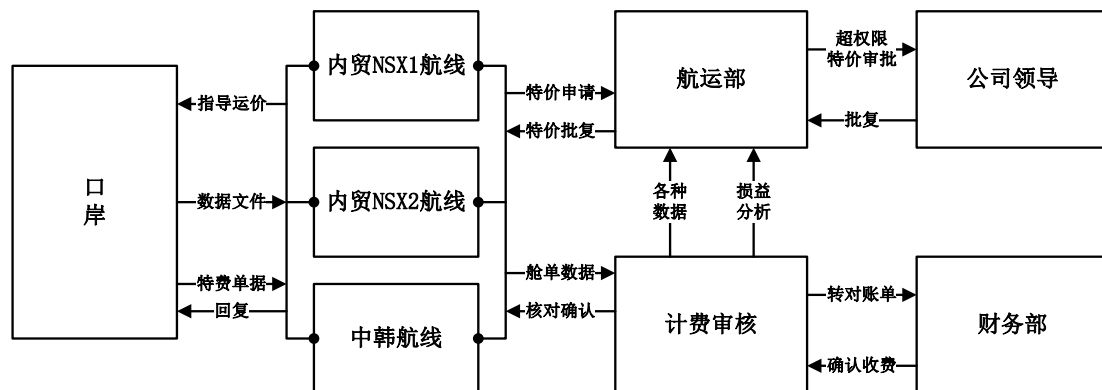 口
岸
指导运价
数据文件
特费单据
回复
内贸NSX1航线
内贸NSX2航线
中韩航线
特价申请
特价批复
舱单数据
核对确认
航运部
各种
数据
损益
分析
计费审核
超权限
特价审批
批复
转对账单
确认收费
公司领导
财务部